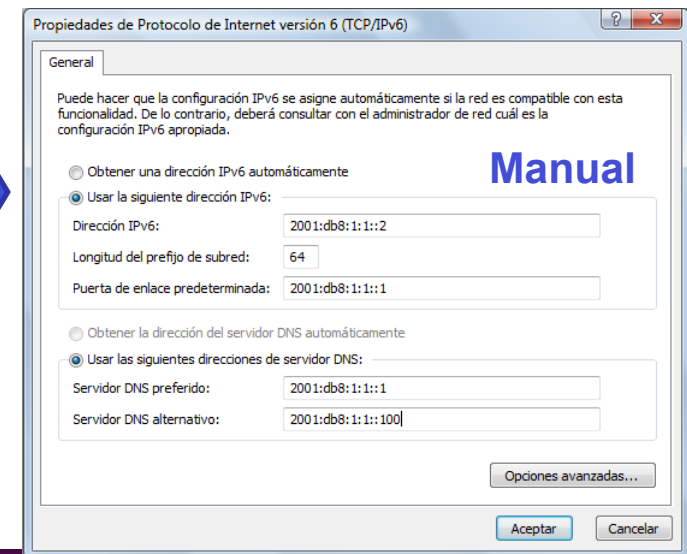 Propiedades de Protocolo de Internet versión 6 (TCP/IPv6)
General
Puede hacer que la configuración IPv6 se asigne automáticamente si la red es compatible con esta
funcionalidad. De lo contrario, deberá consultar con el administrador de red cuál es la
configuración IPv6 apropiada.
Manual
Obtener una dirección IPv6 automáticamente
Usar la siguiente dirección IPv6:
Dirección IPv6: 2001:db8:1:1::2
Longitud del prefijo de subred: 64
Puerta de enlace predeterminada: 2001:db8:1:1::1
Obtener la dirección del servidor DNS automáticamente
Usar las siguientes direcciones de servidor DNS:
Servidor DNS preferido: 2001:db8:1:1::1
Servidor DNS alternativo: 2001:db8:1:1::100
Opciones avanzadas...
Aceptar Cancelar